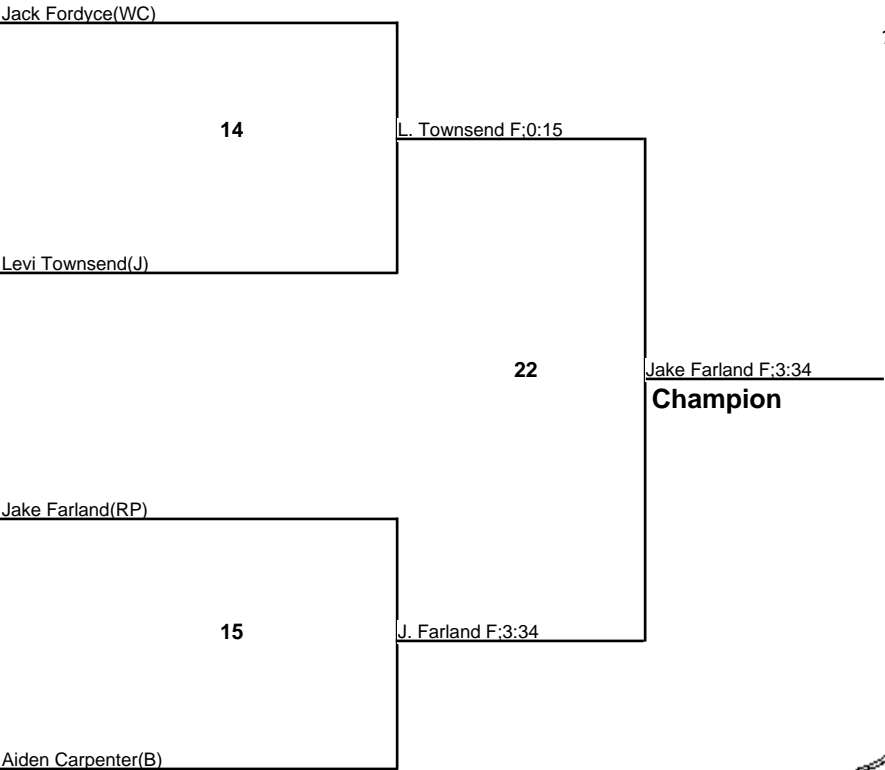 Jack Fordyce(WC)
14
L. Townsend F;0:15
Levi Townsend(J)
22
Jake Farland F;3:34
Champion
Jake Farland(RP)
15
J. Farland F;3:34
Aiden Carpenter(B)